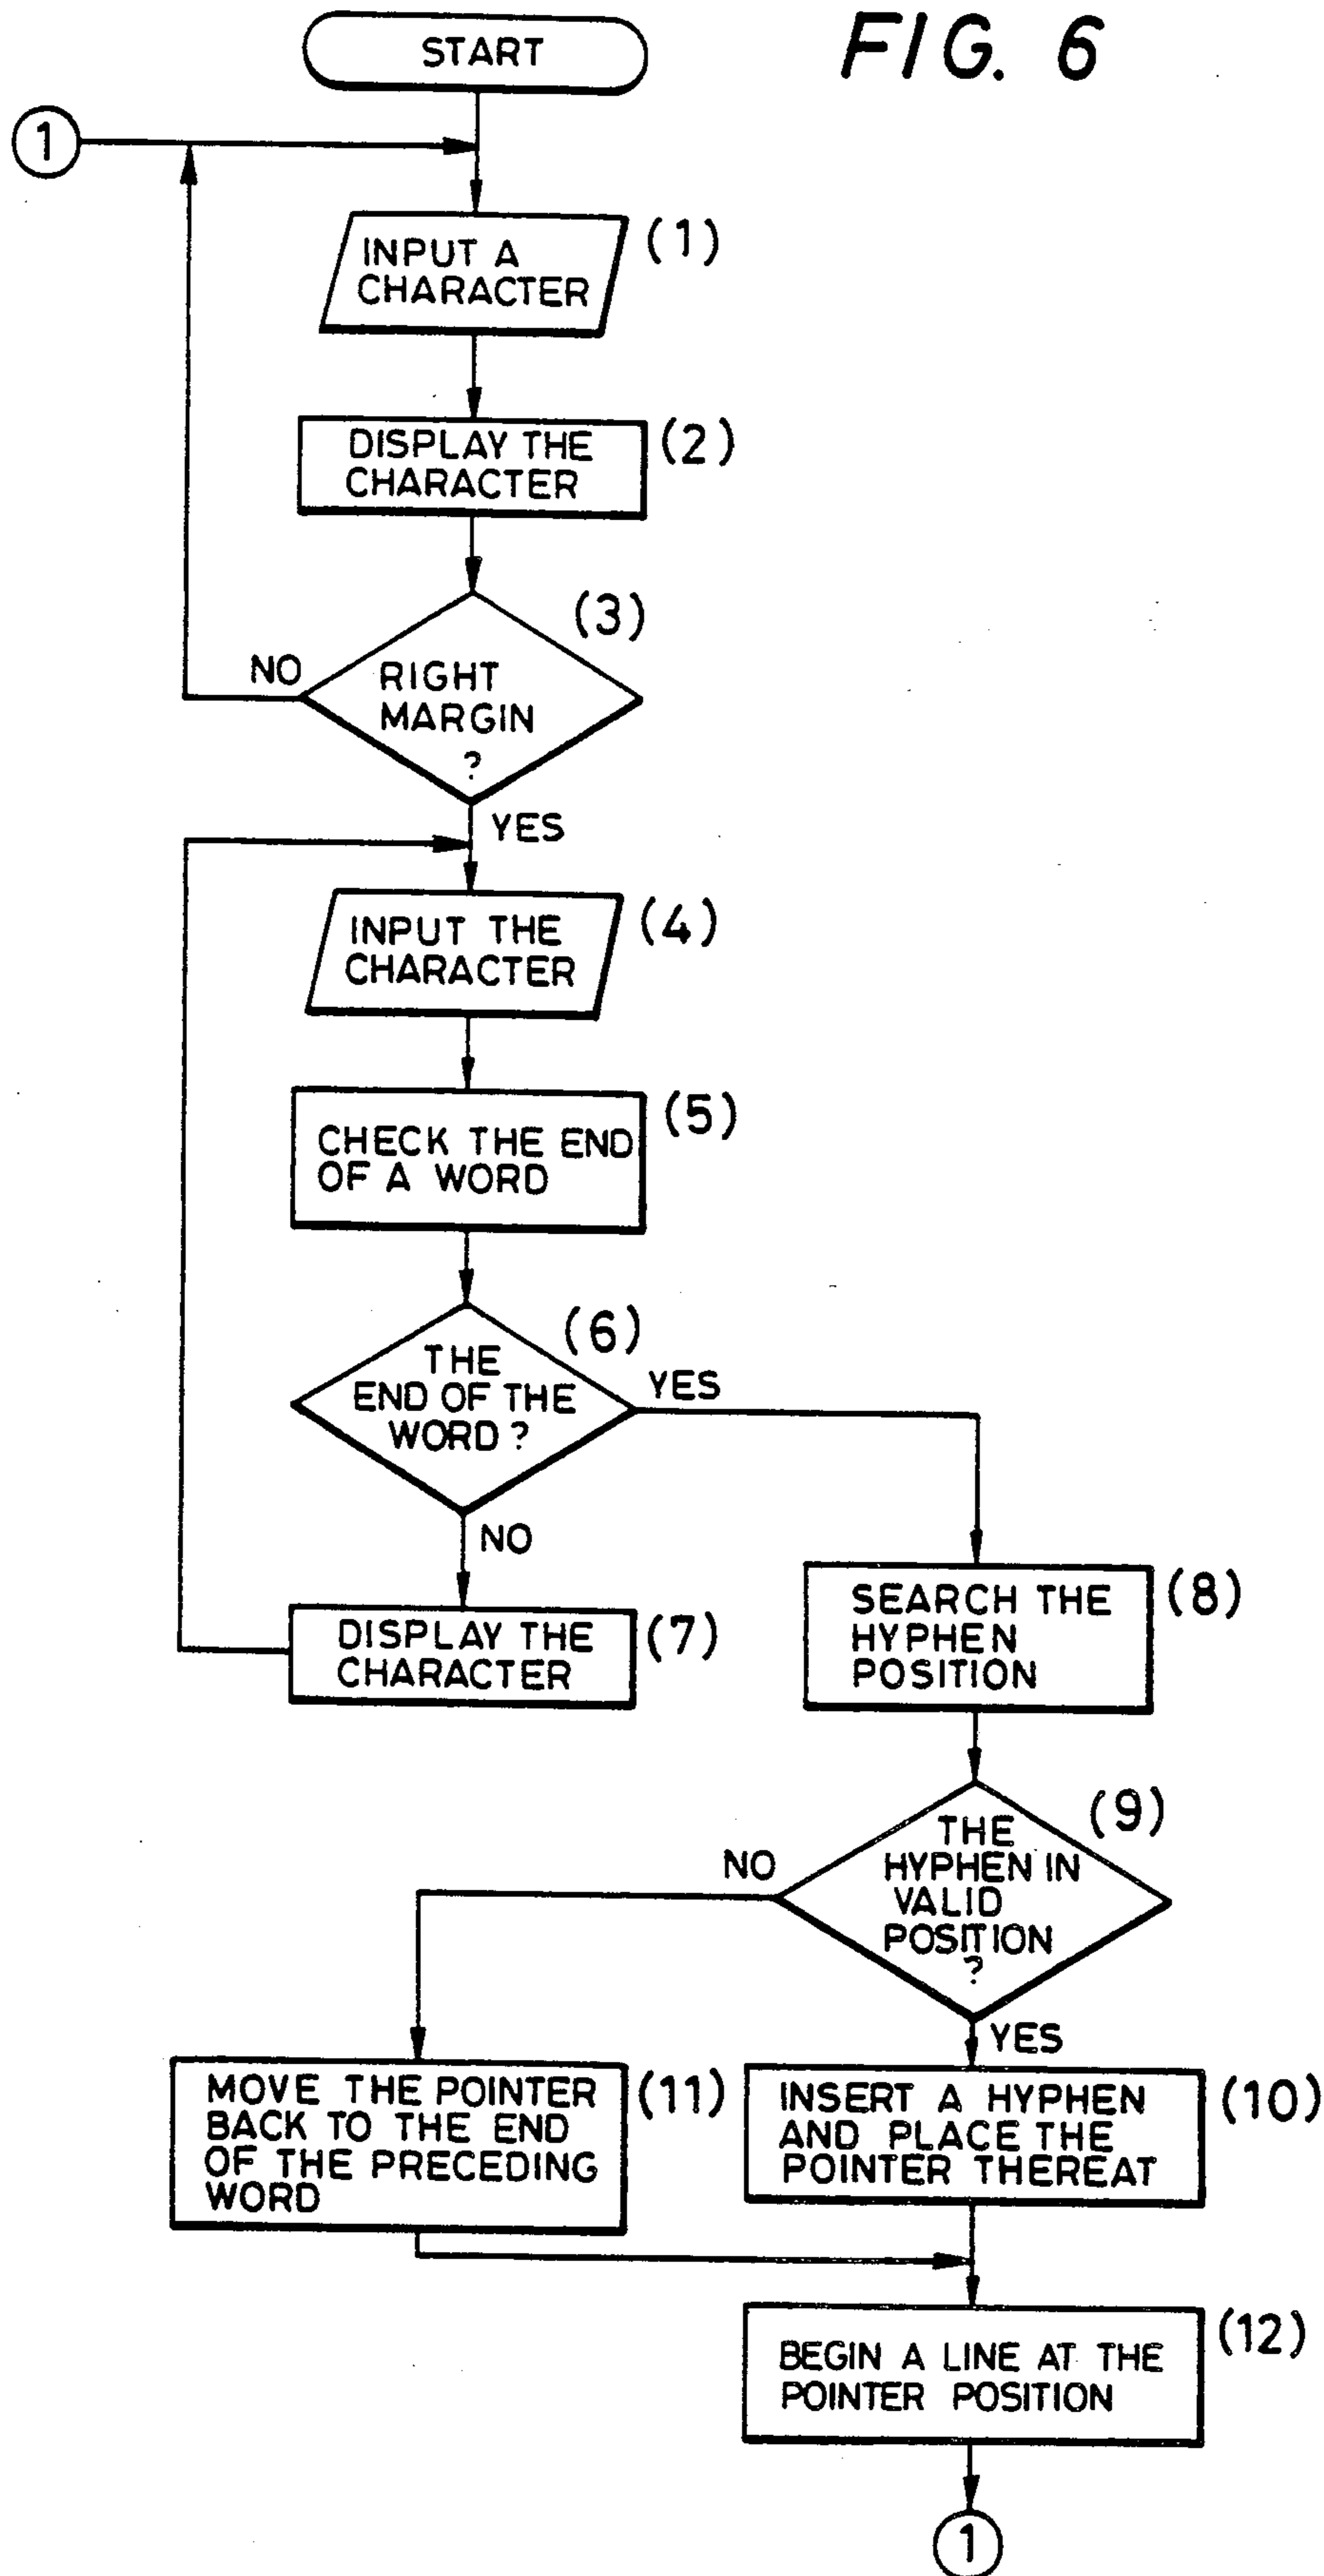 FIG. 6
START
1
INPUT A
CHARACTER
(1)
DISPLAY THE
CHARACTER
(2)
(3)
RIGHT
MARGIN
?
NO
YES
INPUT THE
CHARACTER
(4)
CHECK THE END
OF A WORD
(5)
(6)
THE
END OF THE
WORD ?
YES
NO
DISPLAY THE
CHARACTER
(7)
SEARCH THE
HYPHEN
POSITION
(8)
(9)
THE
HYPHEN IN
VALID
POSITION
?
NO
YES
MOVE THE POINTER
BACK TO THE END
OF THE PRECEDING
WORD
(11)
INSERT A HYPHEN
AND PLACE THE
POINTER THEREAT
(10)
BEGIN A LINE AT THE
POINTER POSITION
(12)
1